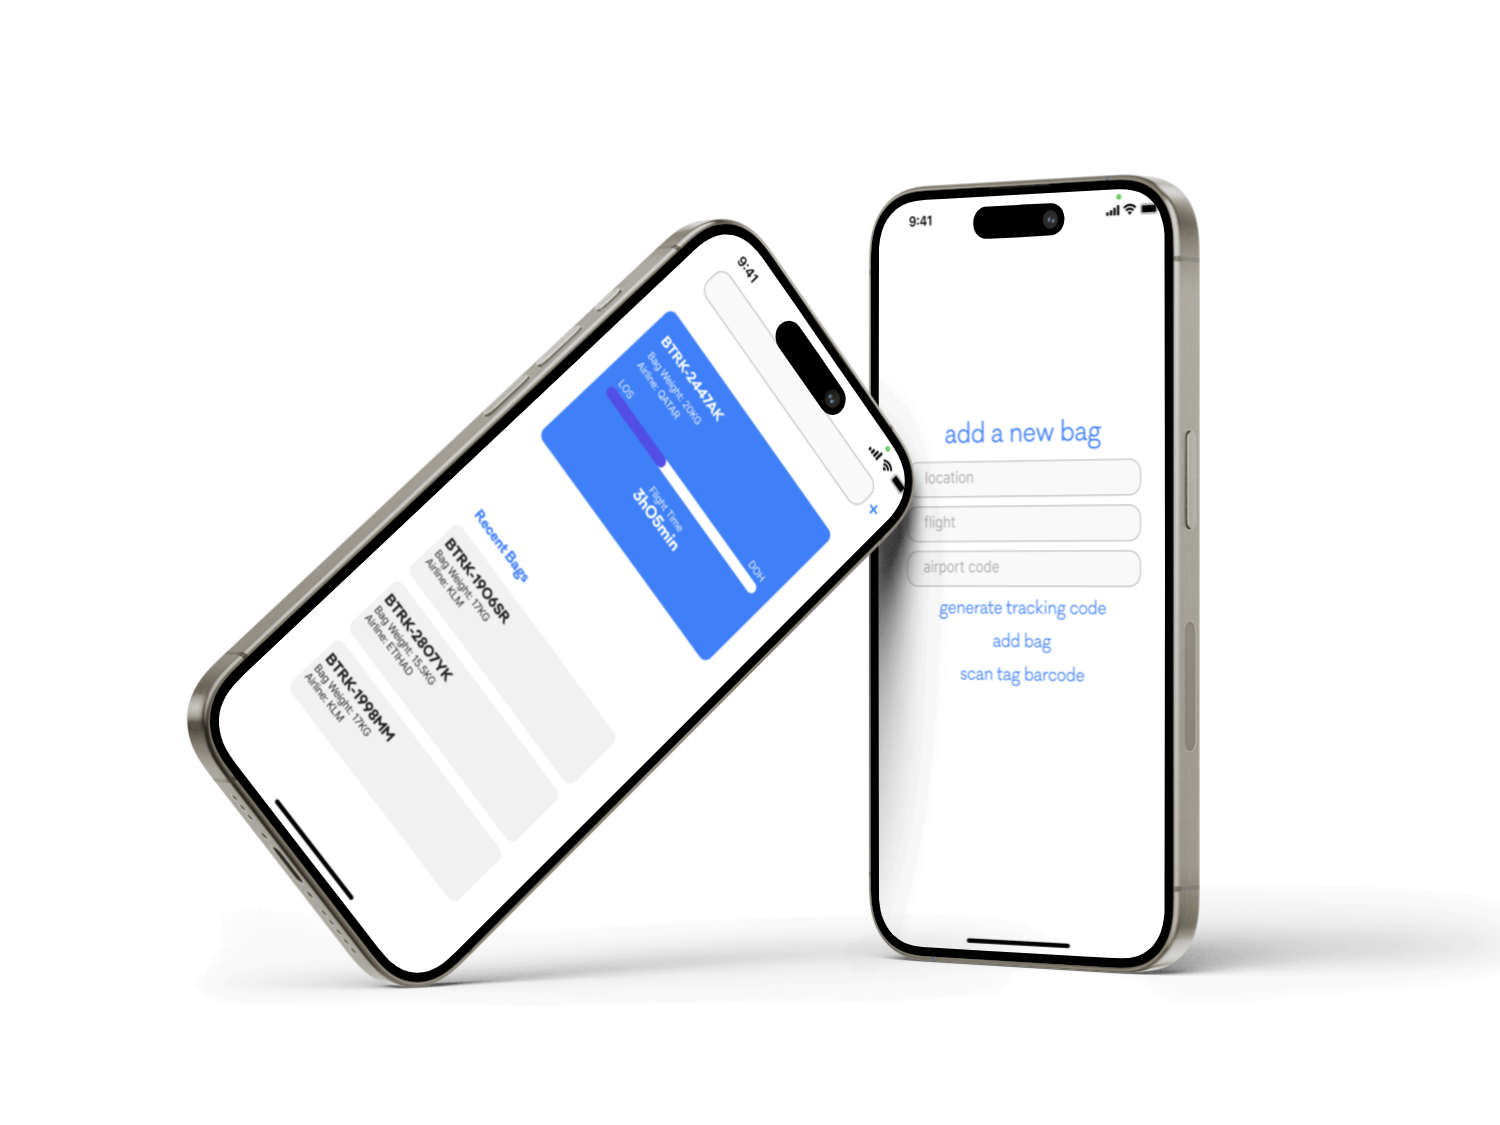 9:41
BTRK-2447AK
Bag Weight: 20KG
Airline: QATAR
LOS
DOH
Flight Time
3h05min
Recent Bags
BTRK-1906SR
Bag Weight: 17KG
Airline: KLM
BTRK-2807YK
Bag Weight: 15.5KG
Airline: ETIHAD
BTRK-1998MM
Bag Weight: 17KG
Airline: KLM
9:41
add a new bag
location
flight
airport code
generate tracking code
add bag
scan tag barcode